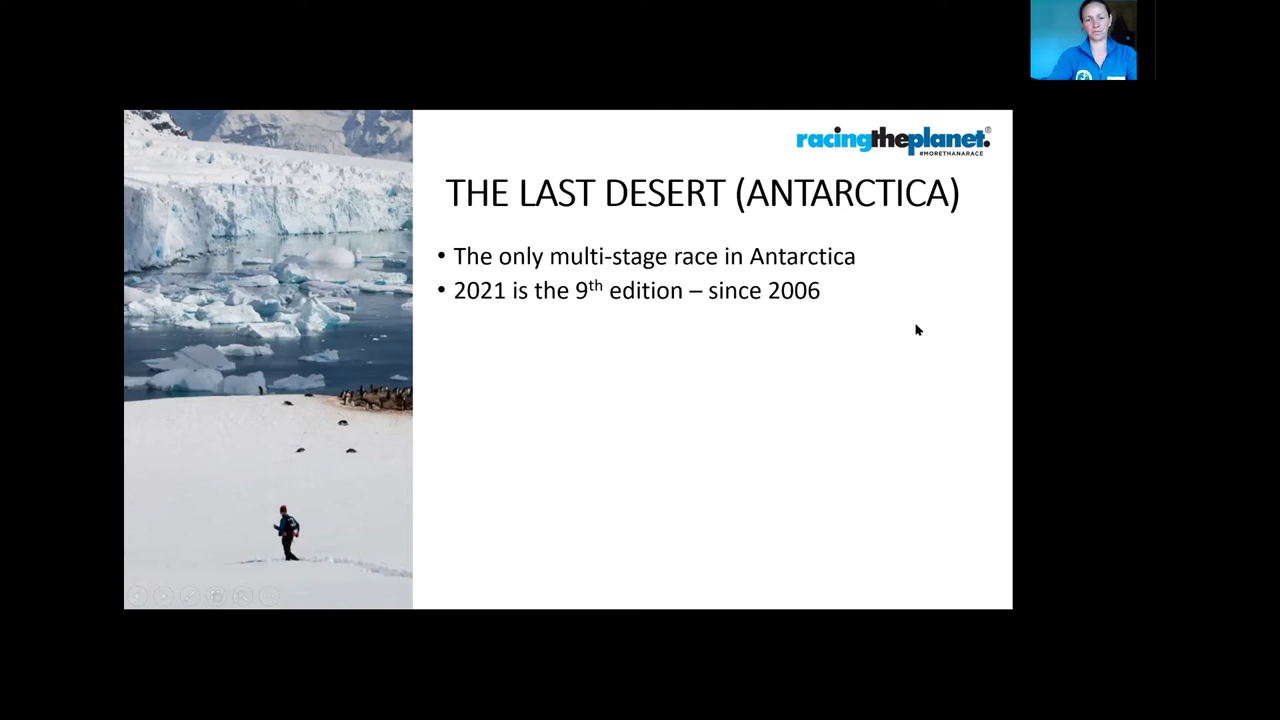 racingtheplanet.®
#MORETHANARACE
THE LAST DESERT (ANTARCTICA)
• The only multi-stage race in Antarctica
• 2021 is the 9th edition – since 2006